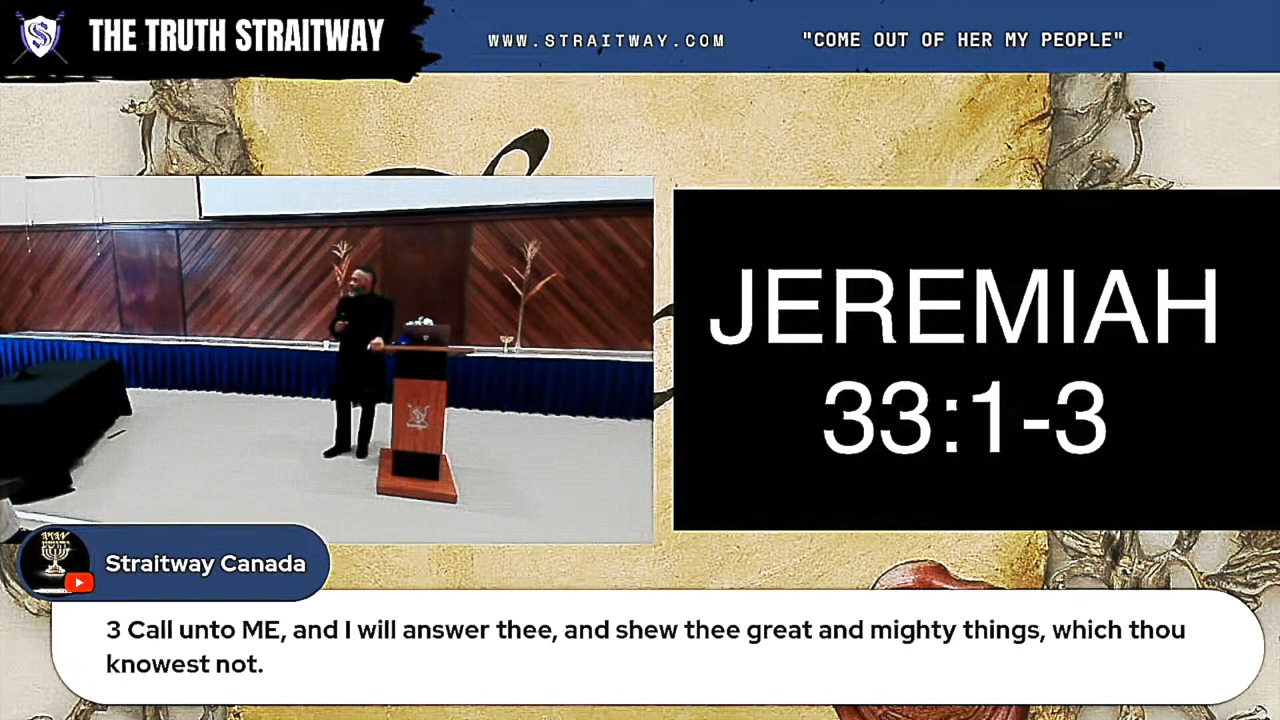 THE TRUTH STRAITWAY
WWW.STRAITWAY.COM
"COME OUT OF HER MY PEOPLE"
JEREMIAH
33:1-3
Straitway Canada
3 Call unto ME, and I will answer thee, and shew thee great and mighty things, which thou
knowest not.